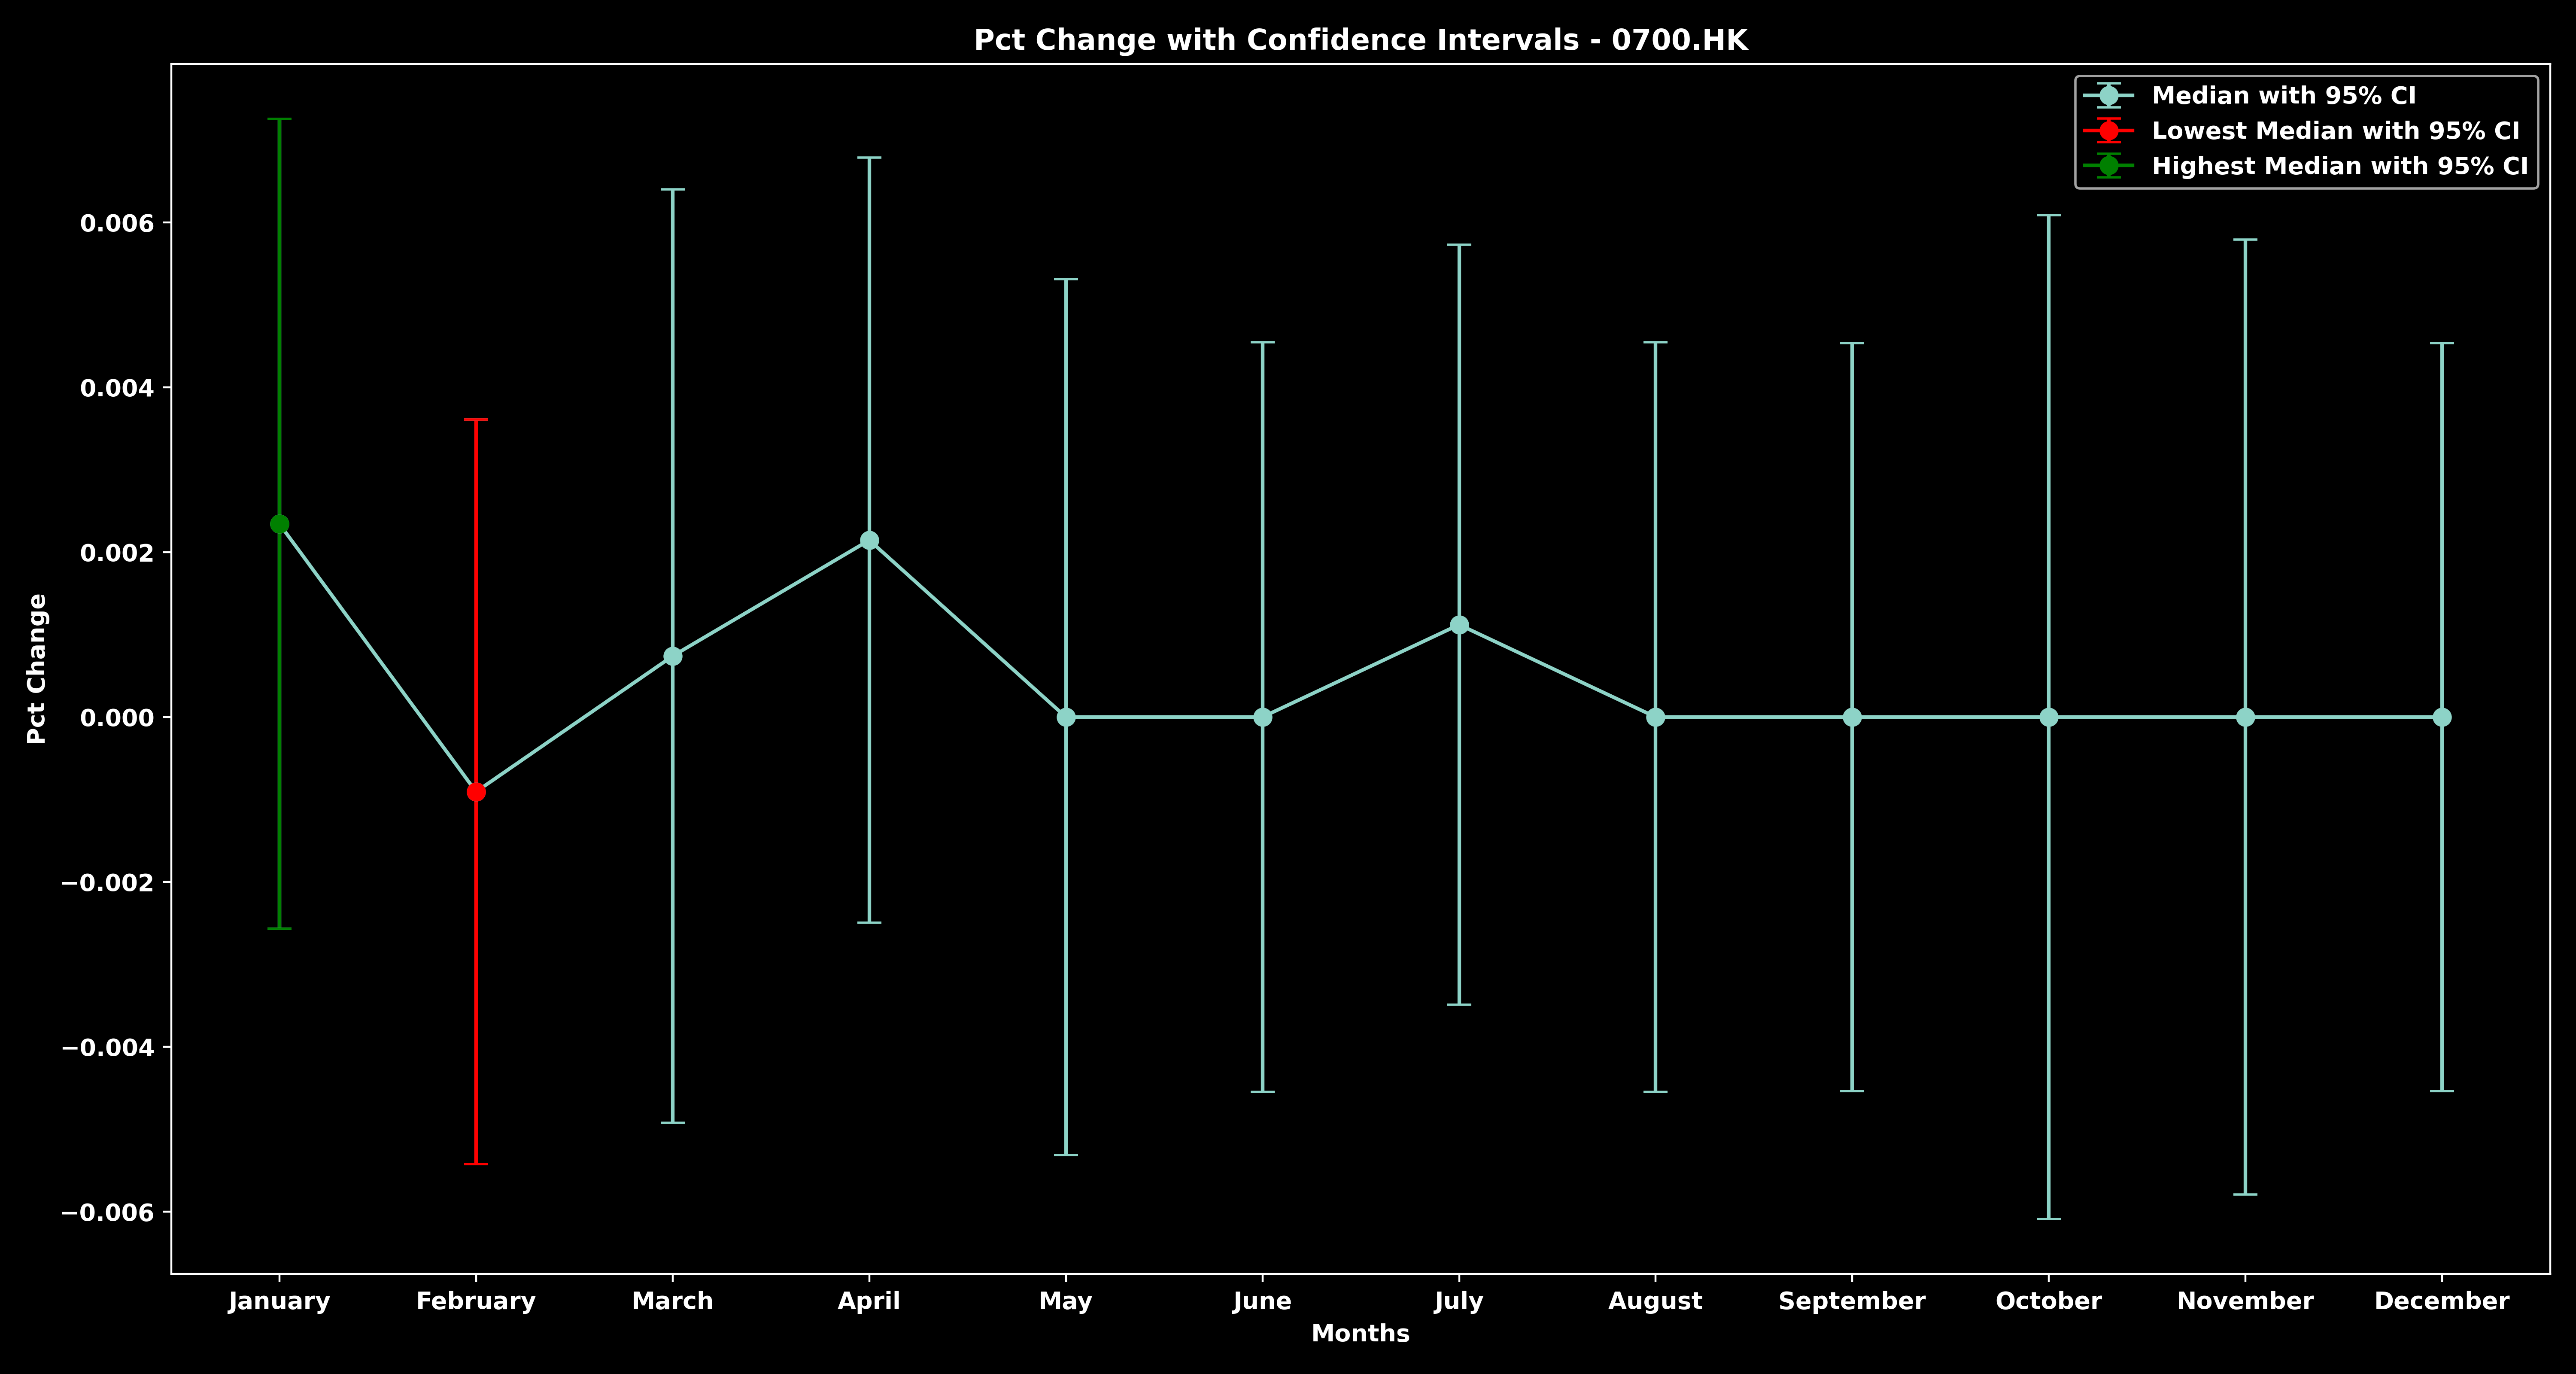 Pct Change with Confidence Intervals - 0700.HK
Median with 95% CI
Lowest Median with 95% CI
Highest Median with 95% CI
Pct Change
0.006
0.004
0.002
0.000
−0.002
−0.004
−0.006
January February March April May June July August September October November December
Months